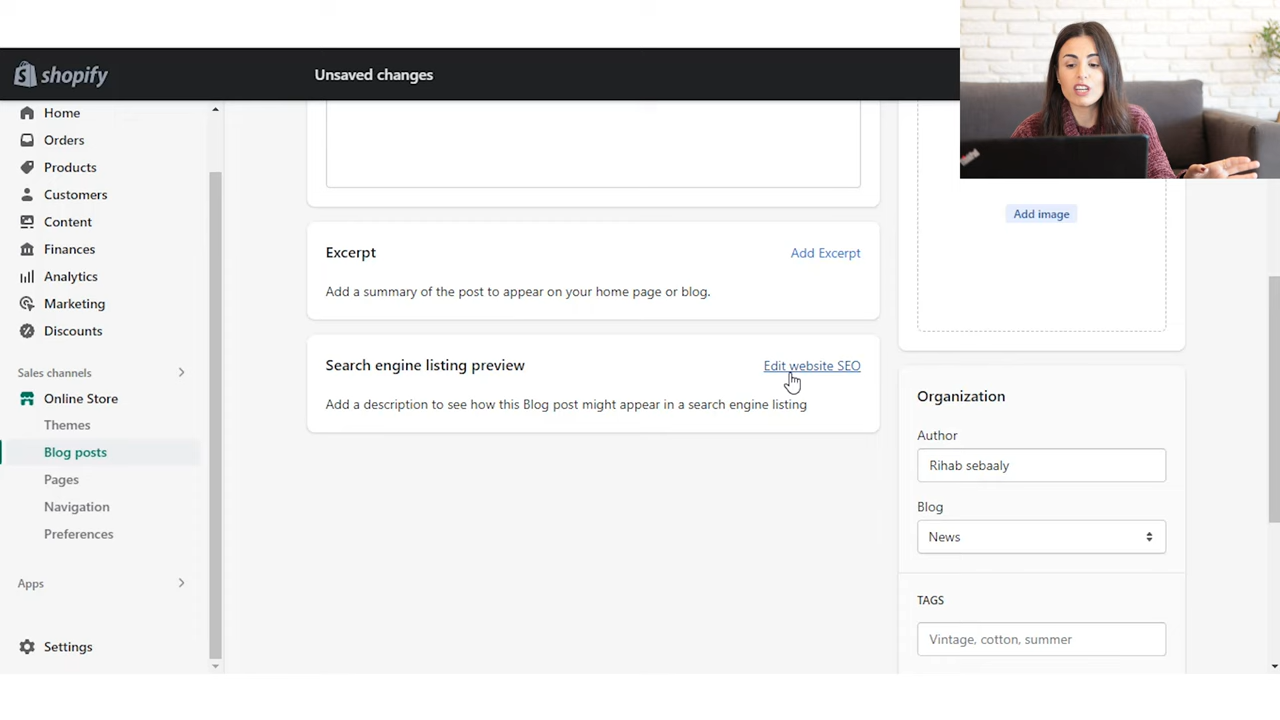 shopify
Unsaved changes
Home
Orders
Products
Customers
Content
Finances
Analytics
Marketing
Discounts
Sales channels
Online Store
Themes
Blog posts
Pages
Navigation
Preferences
Apps
Settings
Excerpt
Add Excerpt
Add a summary of the post to appear on your home page or blog.
Search engine listing preview
Edit website SEO
Add a description to see how this Blog post might appear in a search engine listing
Add image
Organization
Author
Rihab sebaaly
Blog
News
TAGS
Vintage, cotton, summer